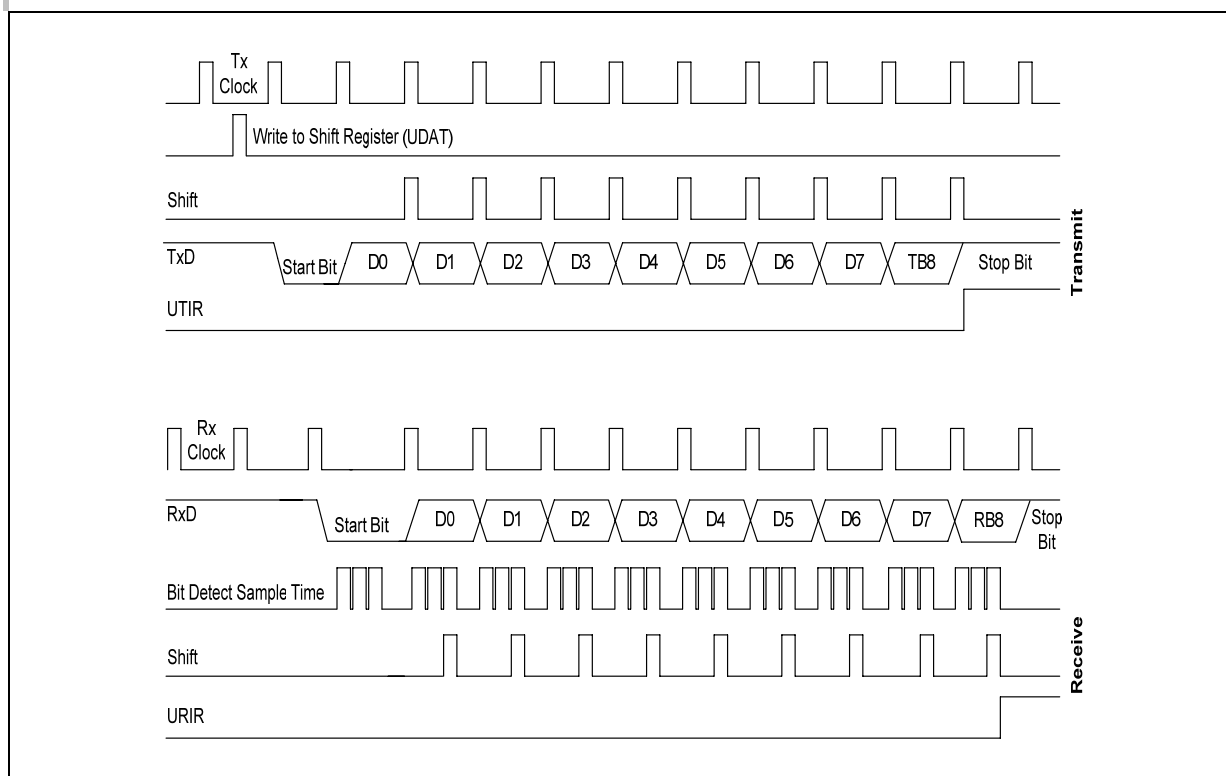 Tx
Clock
Write to Shift Register (UDAT)
Shift
TxD
Start Bit D0 D1 D2 D3 D4 D5 D6 D7 TB8 Stop Bit
UTIR
Transmit
Rx
Clock
RxD
Start Bit D0 D1 D2 D3 D4 D5 D6 D7 RB8 Stop
Bit
Bit Detect Sample Time
Shift
URIR
Receive